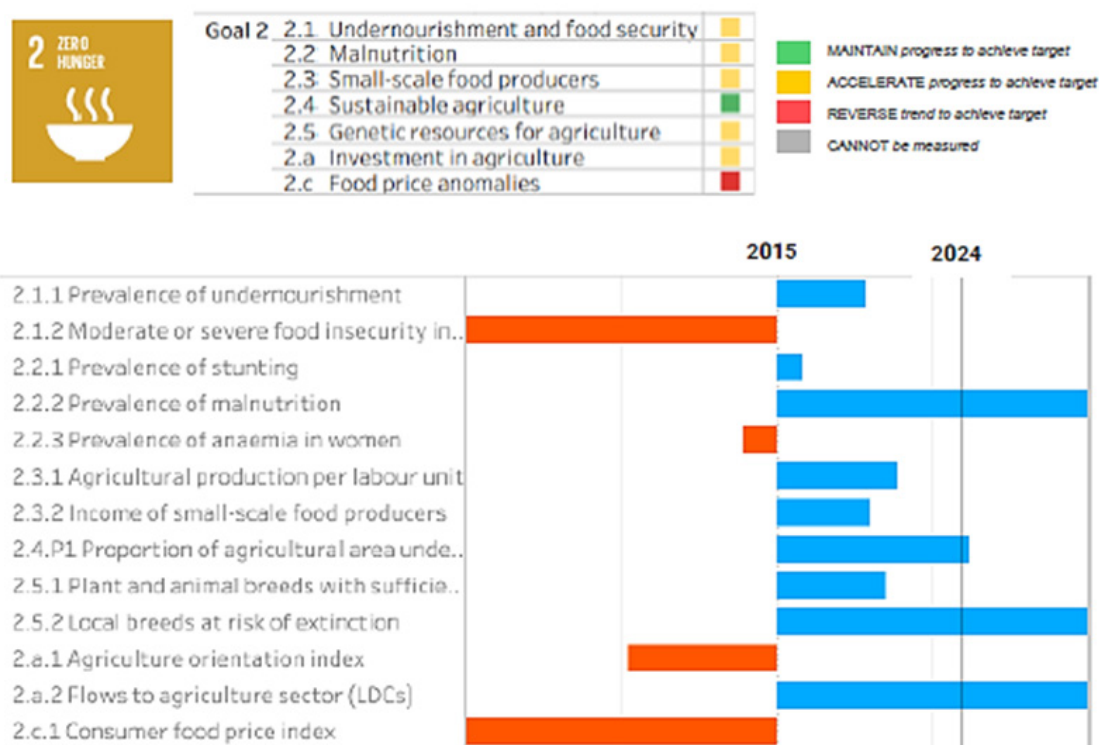 2 ZERO
HUNGER
Goal 2 2.1 Undernourishment and food security
2.2 Malnutrition
2.3 Small-scale food producers
2.4 Sustainable agriculture
2.5 Genetic resources for agriculture
2.a Investment in agriculture
2.c Food price anomalies
MAINTAIN progress to achieve target
ACCELERATE progress to achieve target
REVERSE trend to achieve target
CANNOT be measured
2015 2024
2.1.1 Prevalence of undernourishment
2.1.2 Moderate or severe food insecurity in..
2.2.1 Prevalence of stunting
2.2.2 Prevalence of malnutrition
2.2.3 Prevalence of anaemia in women
2.3.1 Agricultural production per labour unit
2.3.2 Income of small-scale food producers
2.4.P1 Proportion of agricultural area unde..
2.5.1 Plant and animal breeds with sufficie..
2.5.2 Local breeds at risk of extinction
2.a.1 Agriculture orientation index
2.a.2 Flows to agriculture sector (LDCs)
2.c.1 Consumer food price index